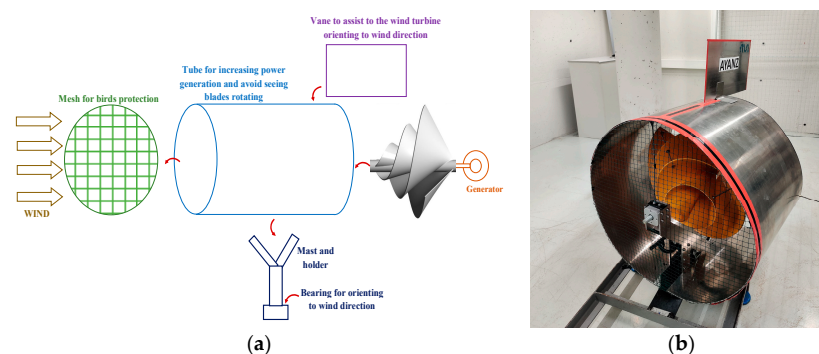 Vane to assist to the wind turbine
orienting to wind direction
Tube for increasing power
generation and avoid seeing
blades rotating
Mesh for birds protection
WIND
Generator
Mast and
holder
Bearing for orienting
to wind direction
(a)
AYANZ
(b)